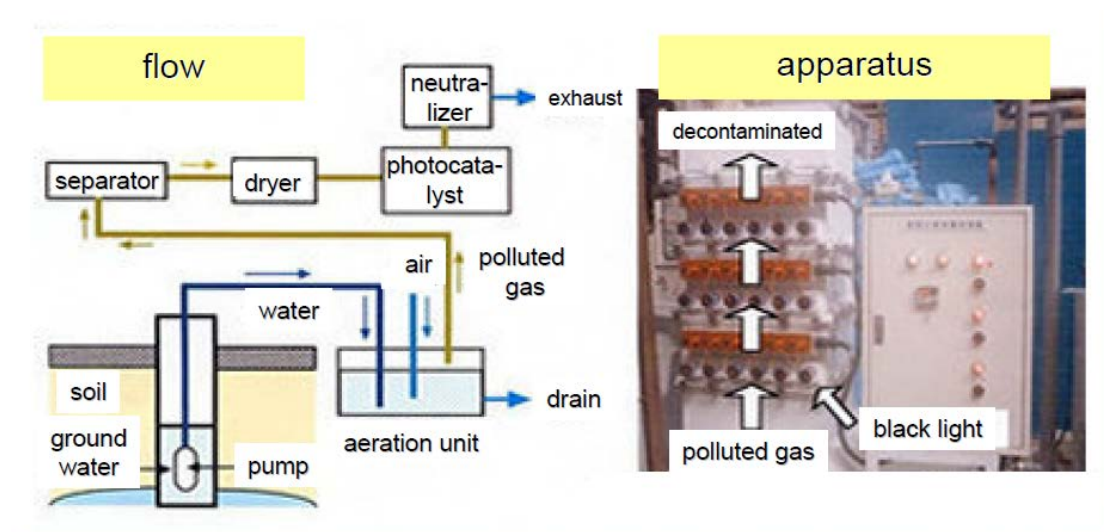 flow
neutra-
lizer
exhaust
separator
dryer
photocata-
lyst
air
polluted
gas
water
soil
ground
water
pump
aeration unit
drain
apparatus
decontaminated
black light
polluted gas